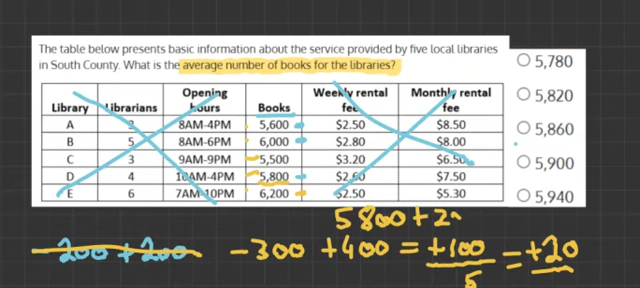 The table below presents basic information about the service provided by five local libraries
in South County. What is the average number of books for the libraries?
Library Librarians Opening hours Books Weekly rental fee Monthly rental fee
A 8AM-4PM 5,600 $2.50 $8.50
B 5 8AM-6PM 6,000 $2.80 $8.00
C 3 9AM-9PM 5,500 $3.20 $6.50
D 4 10AM-4PM 5,800 $2.60 $7.50
E 6 7AM-10PM 6,200 $2.50 $5.30
5,780
5,820
5,860
5,900
5,940
5800+2
-200+200
-300 +400 = +100 = +20
5